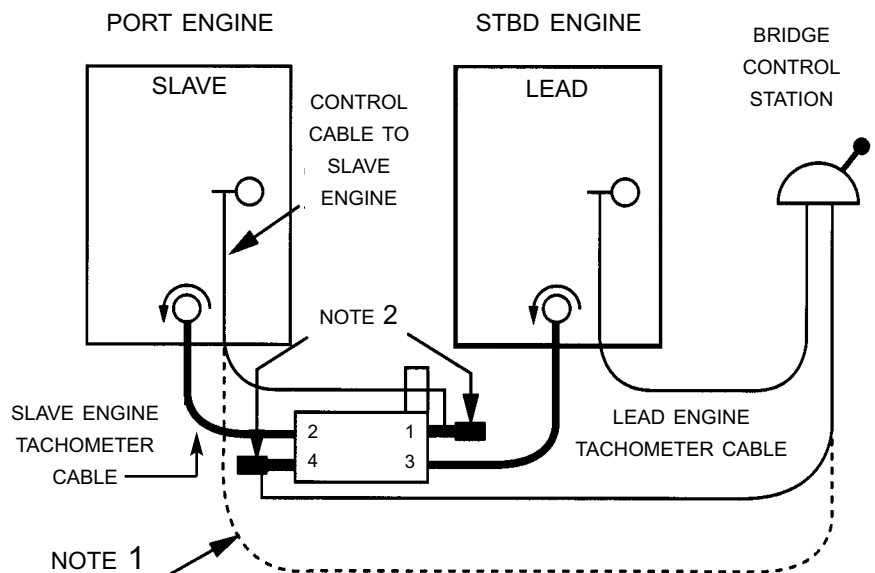 PORT ENGINE
STBD ENGINE
BRIDGE
CONTROL
STATION
SLAVE
LEAD
CONTROL
CABLE TO
SLAVE
ENGINE
NOTE 2
SLAVE ENGINE
TACHOMETER
CABLE
2
1
4
3
LEAD ENGINE
TACHOMETER CABLE
NOTE 1